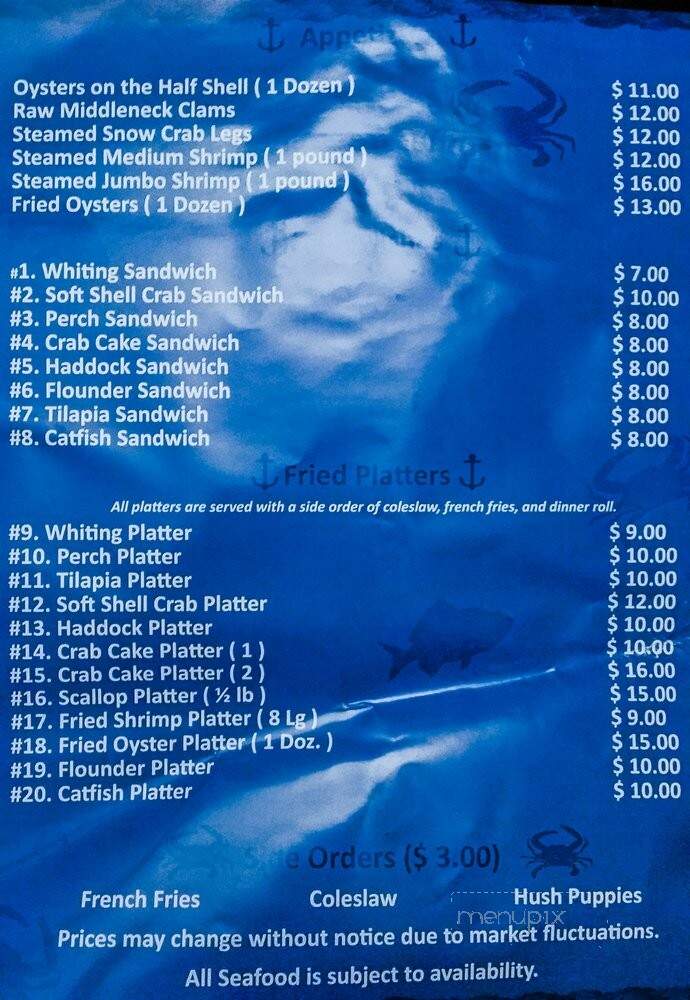 Oysters on the Half Shell ( 1 Dozen ) $ 11.00
Raw Middleneck Clams $ 12.00
Steamed Snow Crab Legs $ 12.00
Steamed Medium Shrimp ( 1 pound ) $ 12.00
Steamed Jumbo Shrimp ( 1 pound ) $ 16.00
Fried Oysters ( 1 Dozen ) $ 13.00
#1. Whiting Sandwich $ 7.00
#2. Soft Shell Crab Sandwich $ 10.00
#3. Perch Sandwich $ 8.00
#4. Crab Cake Sandwich $ 8.00
#5. Haddock Sandwich $ 8.00
#6. Flounder Sandwich $ 8.00
#7. Tilapia Sandwich $ 8.00
#8. Catfish Sandwich $ 8.00
Fried Platters
All platters are served with a side order of coleslaw, french fries, and dinner roll.
#9. Whiting Platter $ 9.00
#10. Perch Platter $ 10.00
#11. Tilapia Platter $ 10.00
#12. Soft Shell Crab Platter $ 12.00
#13. Haddock Platter $ 10.00
#14. Crab Cake Platter ( 1 ) $ 10.00
#15. Crab Cake Platter ( 2 ) $ 16.00
#16. Scallop Platter ( ½ lb ) $ 15.00
#17. Fried Shrimp Platter ( 8 Lg ) $ 9.00
#18. Fried Oyster Platter ( 1 Doz. ) $ 15.00
#19. Flounder Platter $ 10.00
#20. Catfish Platter $ 10.00
Side Orders ($ 3.00)
French Fries Coleslaw Hush Puppies
menupix
Prices may change without notice due to market fluctuations.
All Seafood is subject to availability.